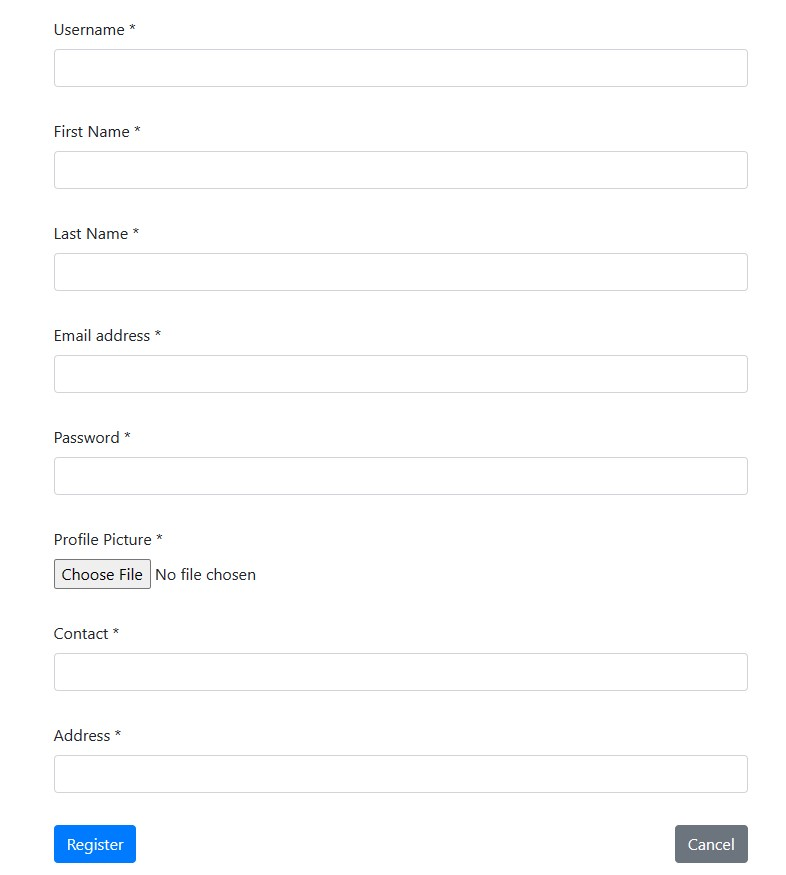 Username *
First Name *
Last Name *
Email address *
Password *
Profile Picture *
Choose File No file chosen
Contact *
Address *
Register Cancel